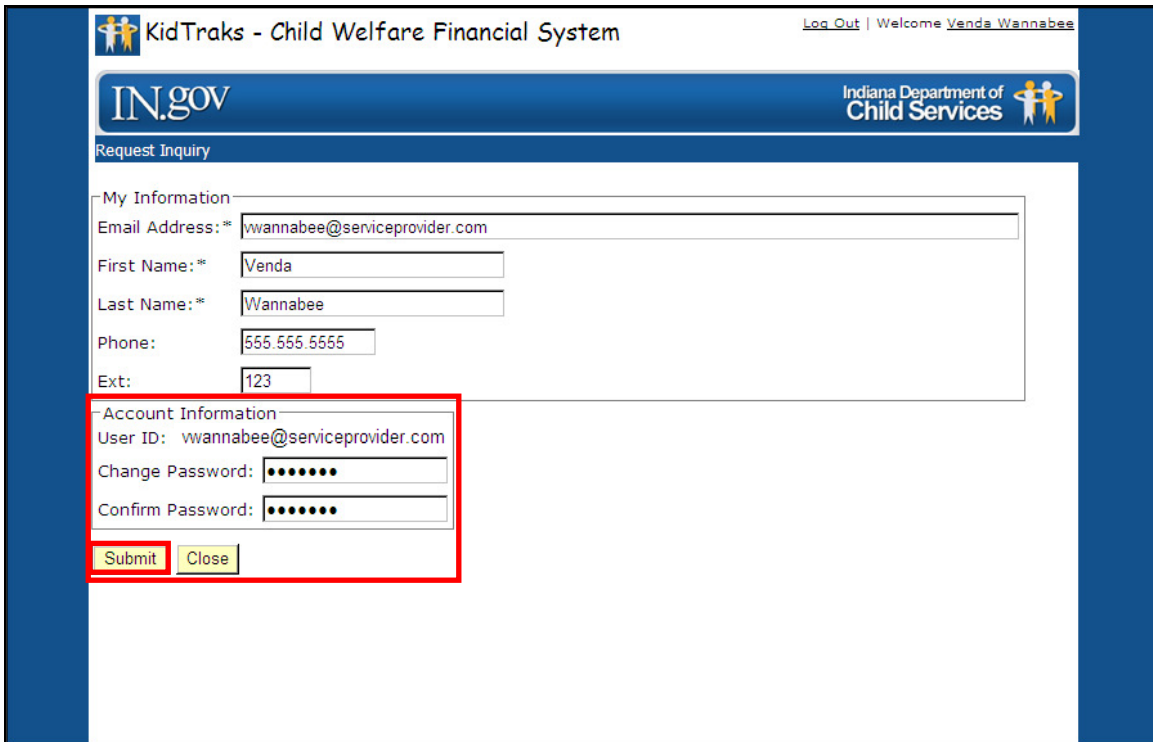 KidTraks - Child Welfare Financial System
Log Out | Welcome Venda Wannabee
IN.gov
Indiana Department of
Child Services
Request Inquiry
My Information
Email Address:* vwannabee@serviceprovider.com
First Name:* Venda
Last Name:* Wannabee
Phone: 555.555.5555
Ext: 123
Account Information
User ID: vwannabee@serviceprovider.com
Change Password: •••••••
Confirm Password: •••••••
Submit Close